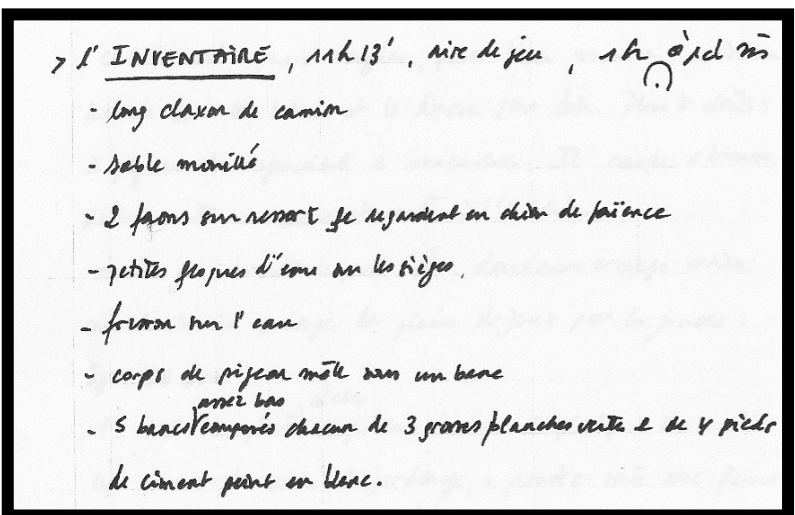 > l'INVENTAIRE, 11h13', aire de jeu, 1h
- long claxon de camion
- sable mouillé
- 2 faons sur ressort se regardent en chien de faïence
- petites flaques d'eau sur les sièges.
- frisson sur l'eau
- corps de pigeon mâle sous un banc
assez bas
- 5 bancs composés chacun de 3 grosses planches vertes & de 4 pieds
de ciment peint en blanc.